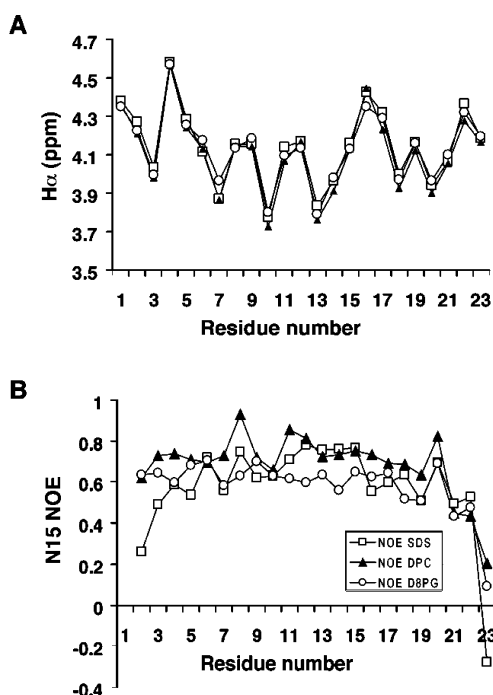 A
4.7
4.5
4.3
4.1
3.9
3.7
3.5
Hα (ppm)
1 3 5 7 9 11 13 15 17 19 21 23
Residue number
B
1
0.8
0.6
0.4
0.2
0
-0.2
-0.4
N15 NOE
NOE SDS
NOE DPC
NOE D8PG
1 3 5 7 9 11 13 15 17 19 21 23
Residue number